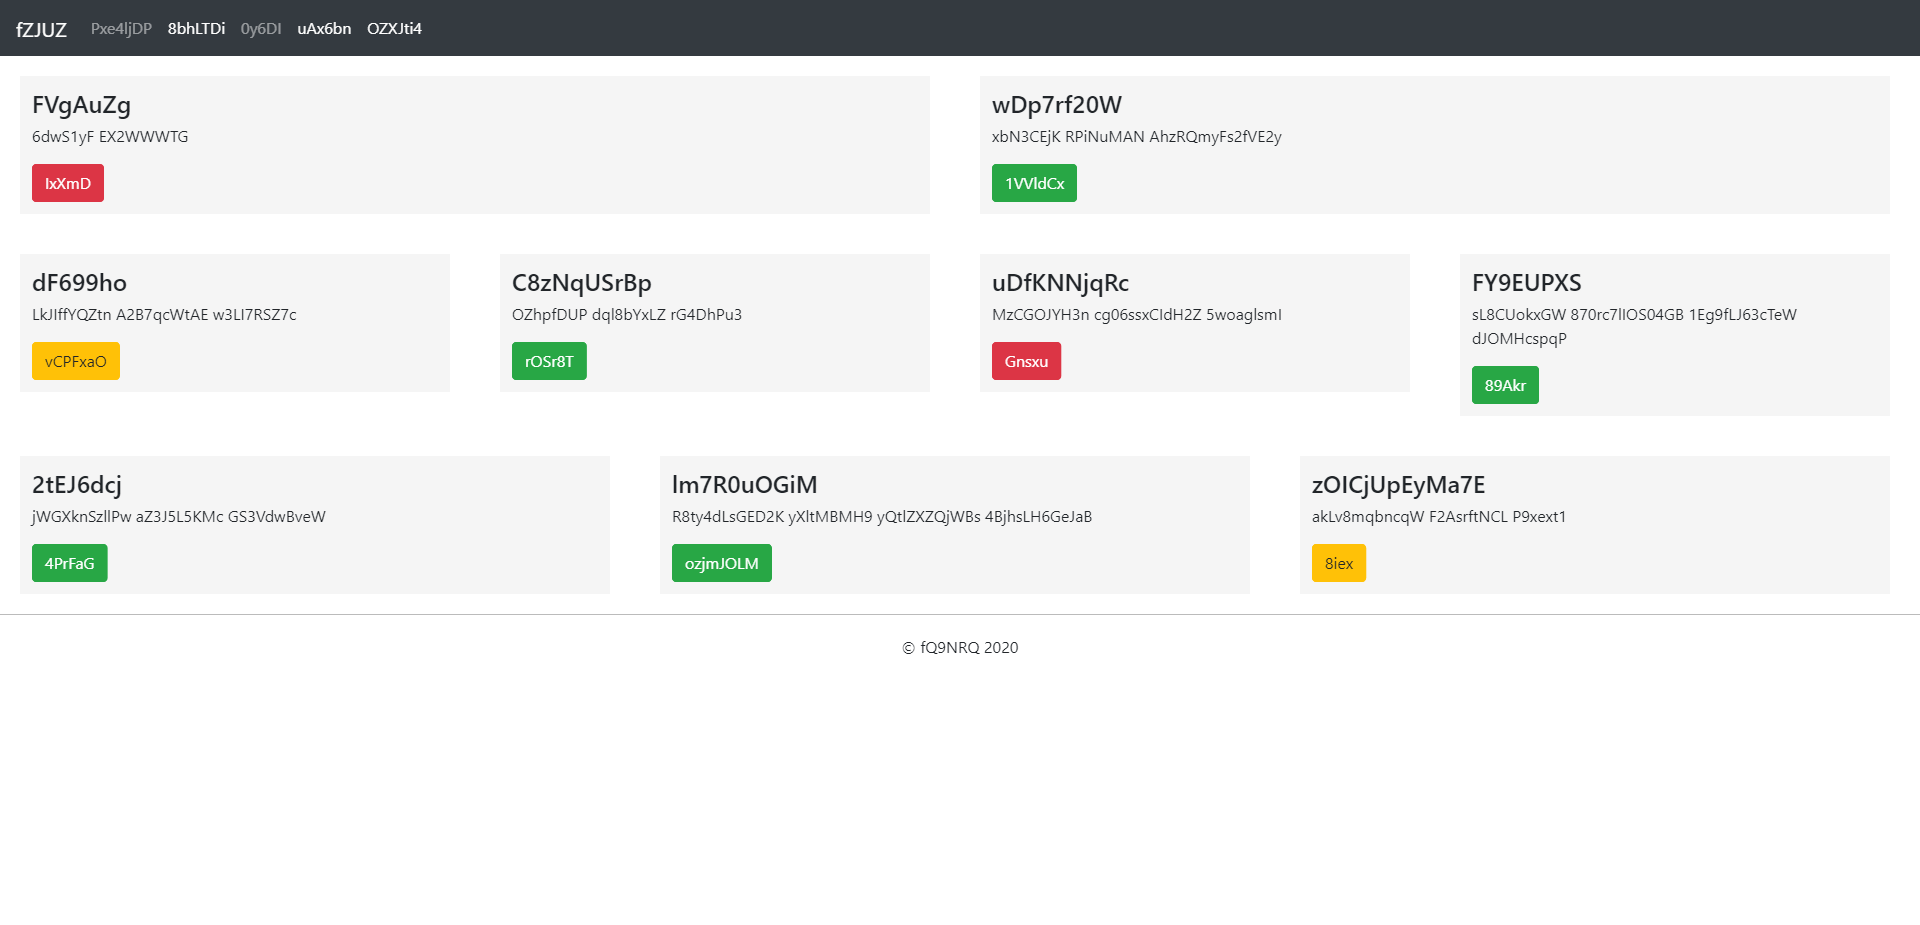 fZJUZ Pxe4ljDP 8bhLTDi 0y6DI uAx6bn OZXJti4
FVgAuZg
6dwS1yF EX2WWWTG
IxXmD
wDp7rf20W
xbN3CEjK RPiNuMAN AhzRQmyFs2fVE2y
1VVldCx
dF699ho
LkJIffYQZtn A2B7qcWtAE w3LI7RSZ7c
vCPFxaO
C8zNqUSrBp
OZhpfDUP dql8bYxLZ rG4DhPu3
rOSr8T
uDfKNNjqRc
MzCGOJYH3n cg06ssxCIdH2Z 5woaglsmI
Gnsxu
FY9EUPXS
sL8CUokxGW 870rc7lIOS04GB 1Eg9fLJ63cTeW
dJOMHcspqP
89Akr
2tEJ6dcj
jWGXknSzllPw aZ3J5L5KMc GS3VdwBveW
4PrFaG
lm7R0uOGiM
R8ty4dLsGED2K yXltMBMH9 yQtlZXZQjWBs 4BjhsLH6GeJaB
ozjmJOLM
zOICjUpEyMa7E
akLv8mqbncqW F2AsrftNCL P9xext1
8iex
© fQ9NRQ 2020